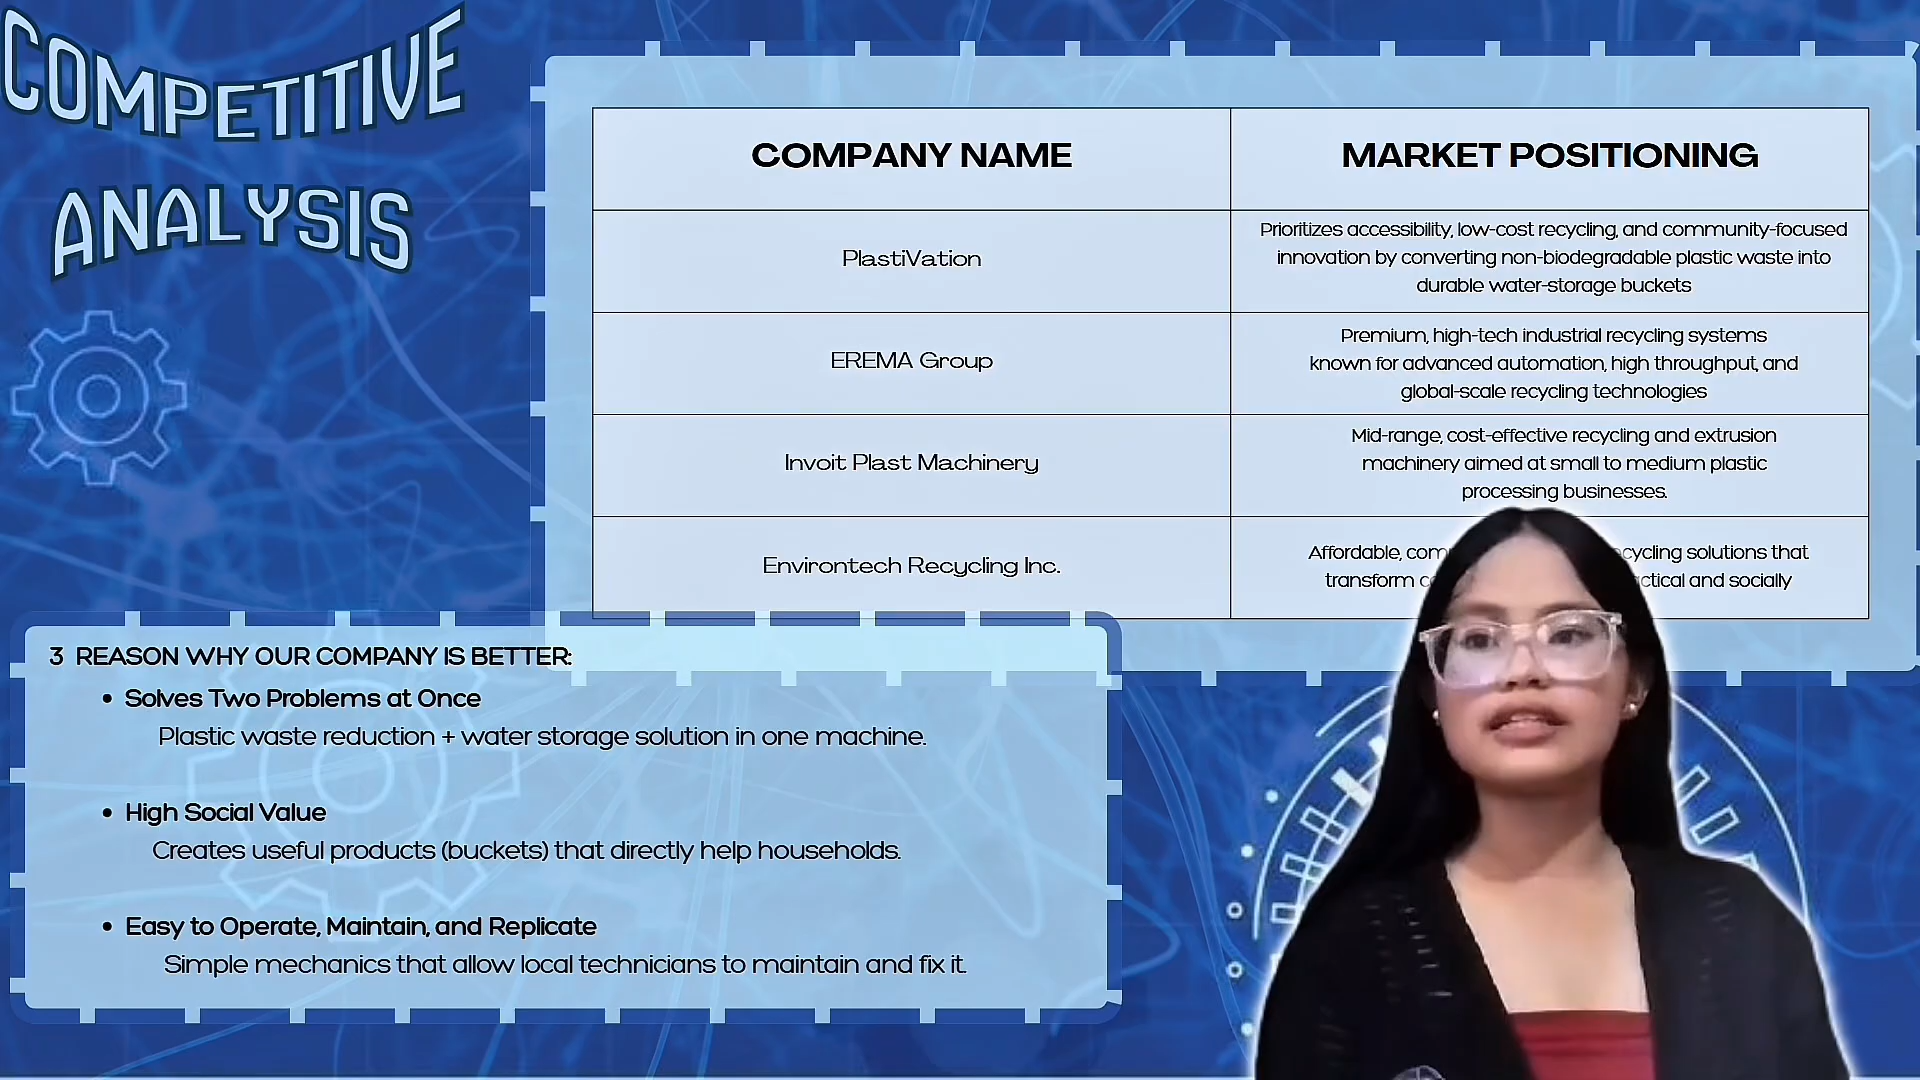 COMPETITIVE
ANALYSIS
COMPANY NAME
MARKET POSITIONING
PlastiVation
Prioritizes accessibility, low-cost recycling, and community-focused
innovation by converting non-biodegradable plastic waste into
durable water-storage buckets
EREMA Group
Premium, high-tech industrial recycling systems
known for advanced automation, high throughput, and
global-scale recycling technologies
Invoit Plast Machinery
Mid-range, cost-effective recycling and extrusion
machinery aimed at small to medium plastic
processing businesses.
Environtech Recycling Inc.
Affordable, solutions that
transform and socially
3 REASON WHY OUR COMPANY IS BETTER:
• Solves Two Problems at Once
Plastic waste reduction + water storage solution in one machine.
• High Social Value
Creates useful products (buckets) that directly help households.
• Easy to Operate, Maintain, and Replicate
Simple mechanics that allow local technicians to maintain and fix it.